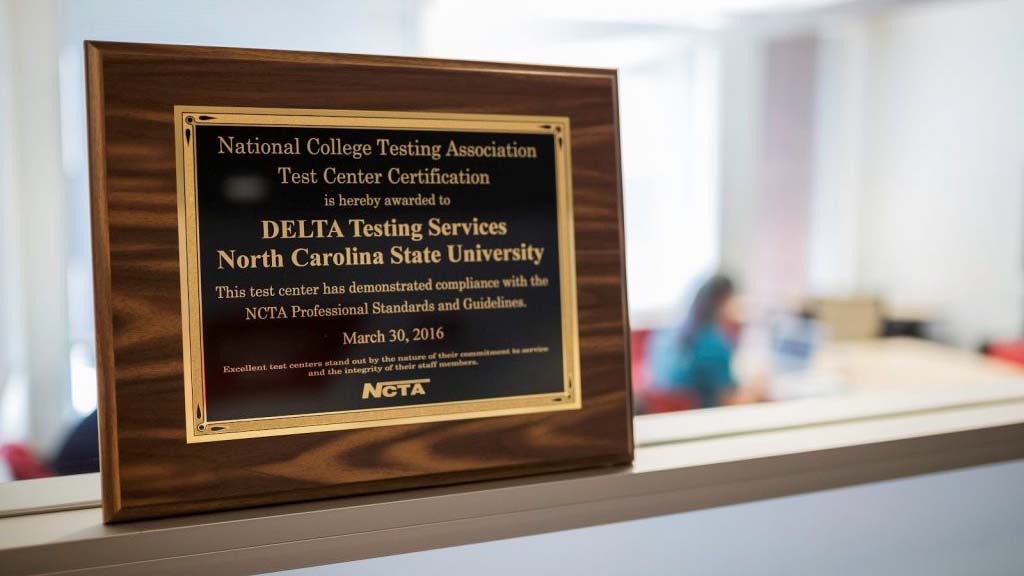 National College Testing Association
Test Center Certification
is hereby awarded to
DELTA Testing Services
North Carolina State University
This test center has demonstrated compliance with the
NCTA Professional Standards and Guidelines.
March 30, 2016
Excellent test centers stand out by the nature of their commitment to service
and the integrity of their staff members.
NCTA